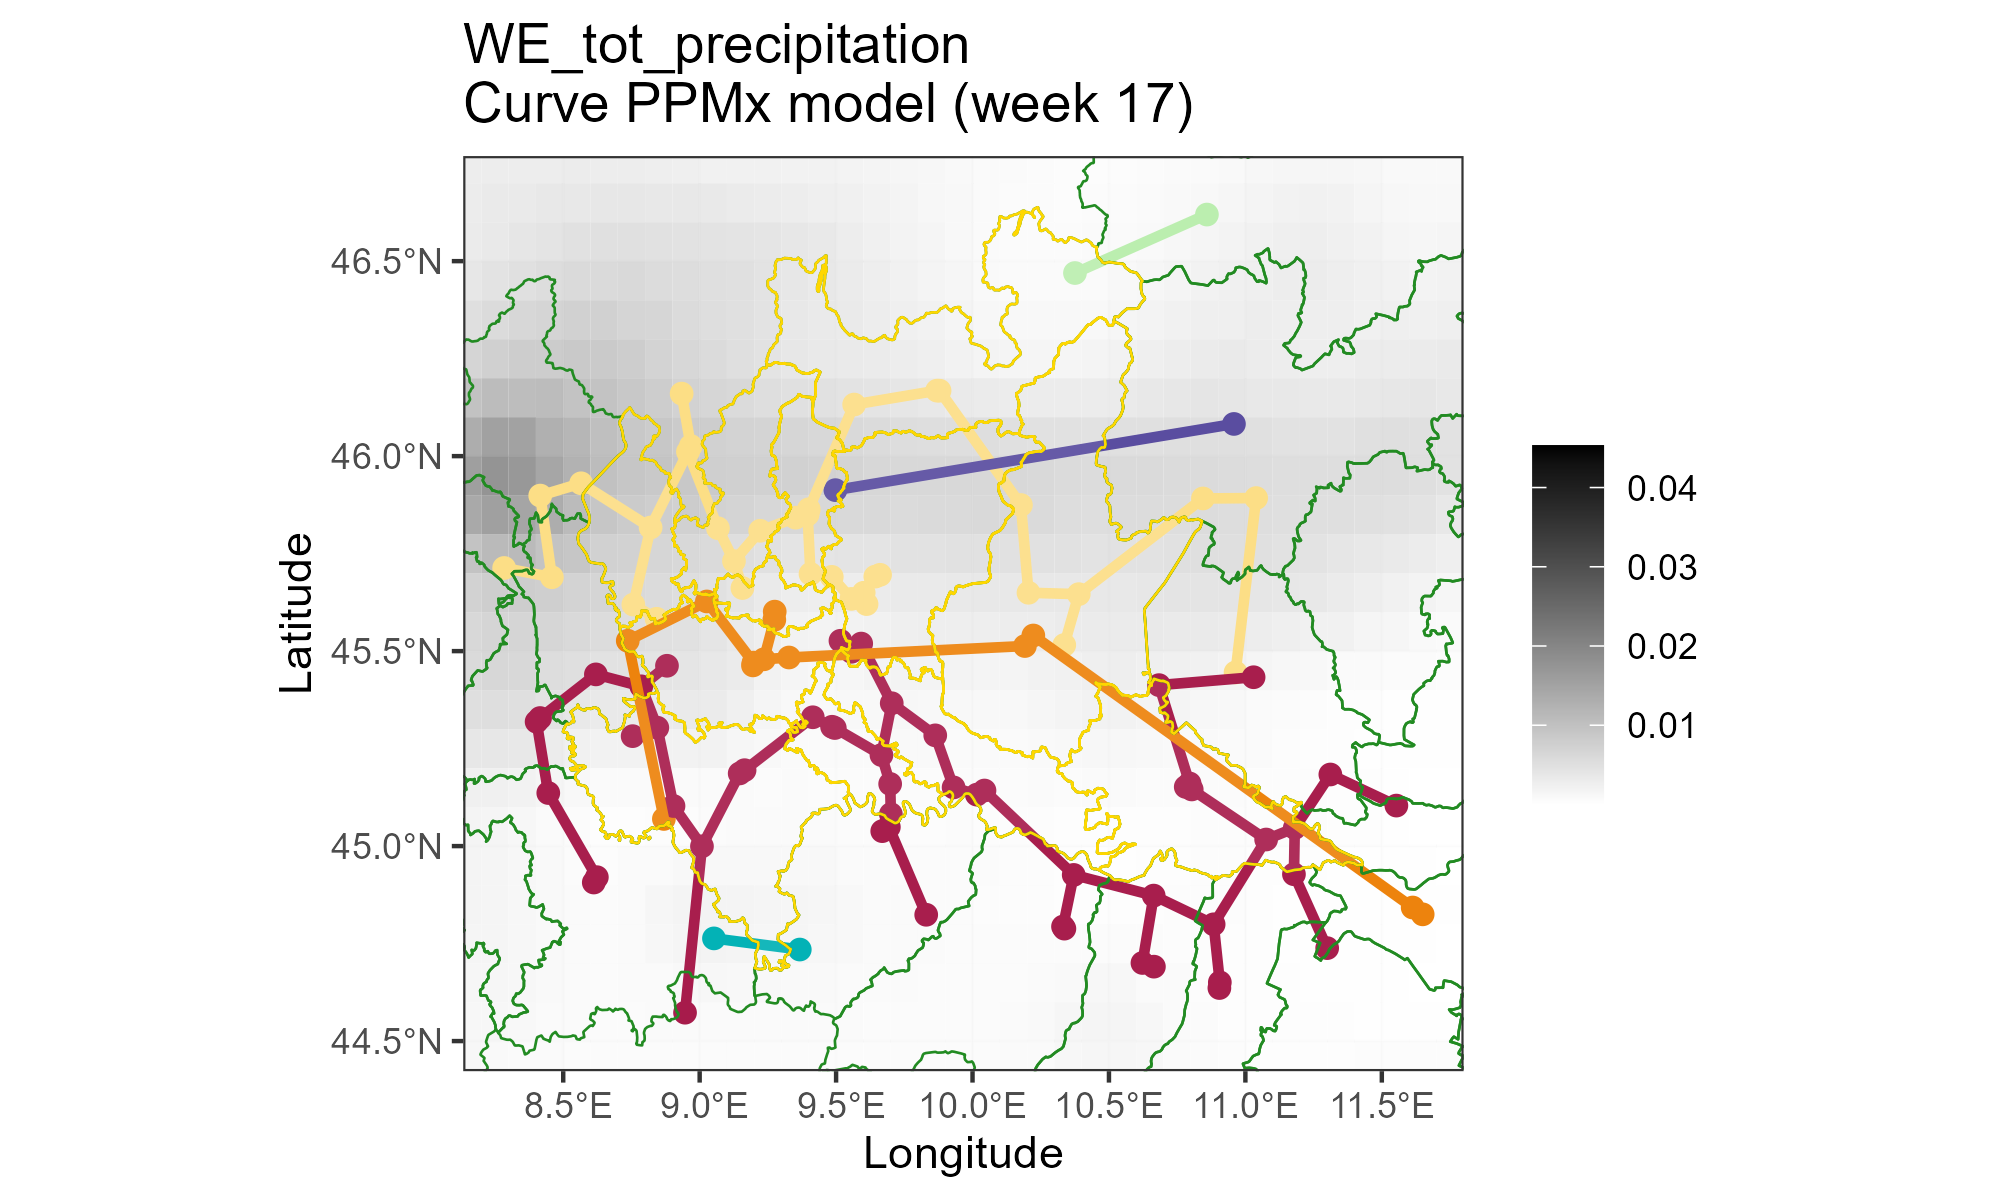 WE_tot_precipitation
Curve PPMx model (week 17)
46.5°N
46.0°N
45.5°N
45.0°N
44.5°N
Latitude
8.5°E 9.0°E 9.5°E 10.0°E 10.5°E 11.0°E 11.5°E
Longitude
0.04
0.03
0.02
0.01